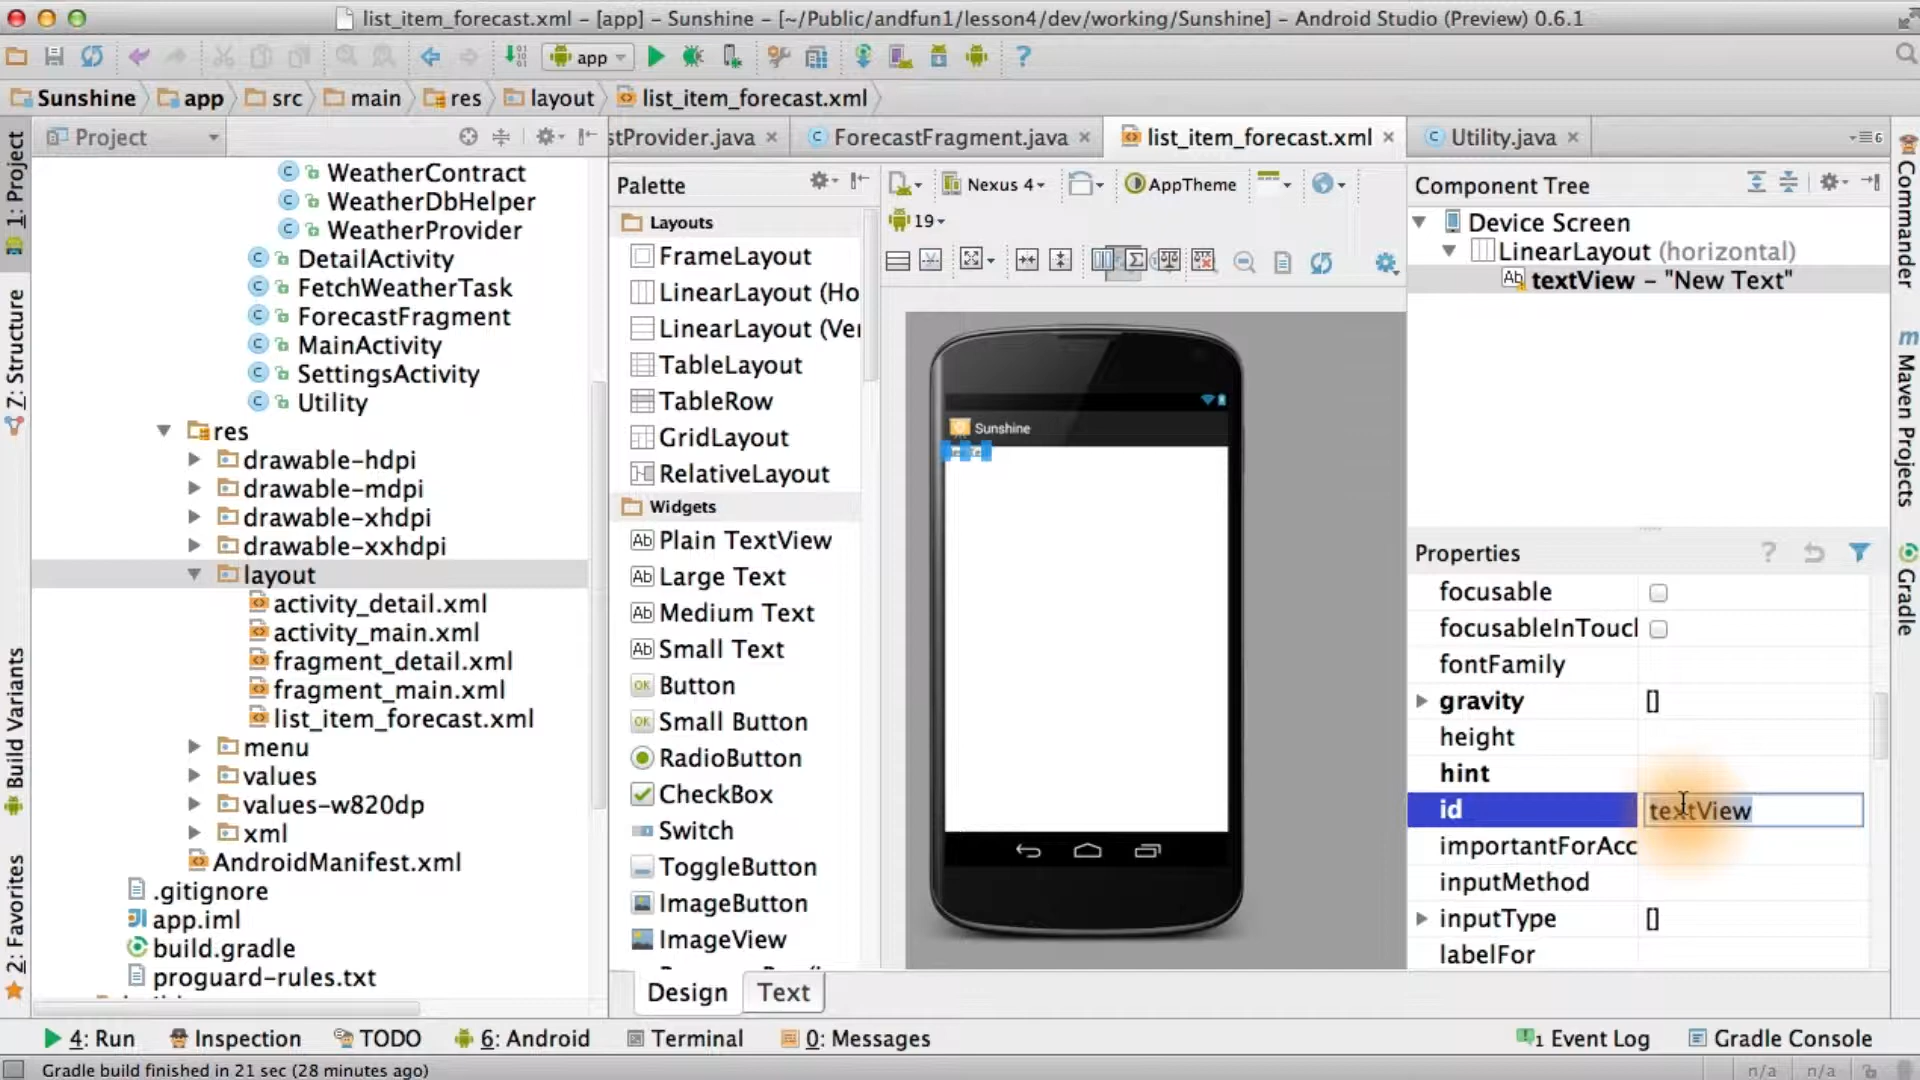 list_item_forecast.xml - [app] - Sunshine - [~/Public/andfun1/lesson4/dev/working/Sunshine] - Android Studio (Preview) 0.6.1
app
Sunshine app src main res layout list_item_forecast.xml
1: Project
Z: Structure
Build Variants
2: Favorites
Project
WeatherContract
WeatherDbHelper
WeatherProvider
DetailActivity
FetchWeatherTask
ForecastFragment
MainActivity
SettingsActivity
Utility
res
drawable-hdpi
drawable-mdpi
drawable-xhdpi
drawable-xxhdpi
layout
activity_detail.xml
activity_main.xml
fragment_detail.xml
fragment_main.xml
list_item_forecast.xml
menu
values
values-w820dp
xml
AndroidManifest.xml
.gitignore
app.iml
build.gradle
proguard-rules.txt
stProvider.java ForecastFragment.java list_item_forecast.xml Utility.java
6
Palette
Layouts
FrameLayout
LinearLayout (Ho
LinearLayout (Ver
TableLayout
TableRow
GridLayout
RelativeLayout
Widgets
Plain TextView
Large Text
Medium Text
Small Text
Button
Small Button
RadioButton
CheckBox
Switch
ToggleButton
ImageButton
ImageView
Nexus 4 AppTheme
19
Sunshine
Design Text
Component Tree
Device Screen
LinearLayout (horizontal)
textView - "New Text"
Properties
focusable
focusableInToucl
fontFamily
gravity []
height
hint
id textView
importantForAcc
inputMethod
inputType []
labelFor
Commander
Maven Projects
Gradle
4: Run Inspection TODO 6: Android Terminal 0: Messages 1 Event Log Gradle Console
Gradle build finished in 21 sec (28 minutes ago) n/a n/a